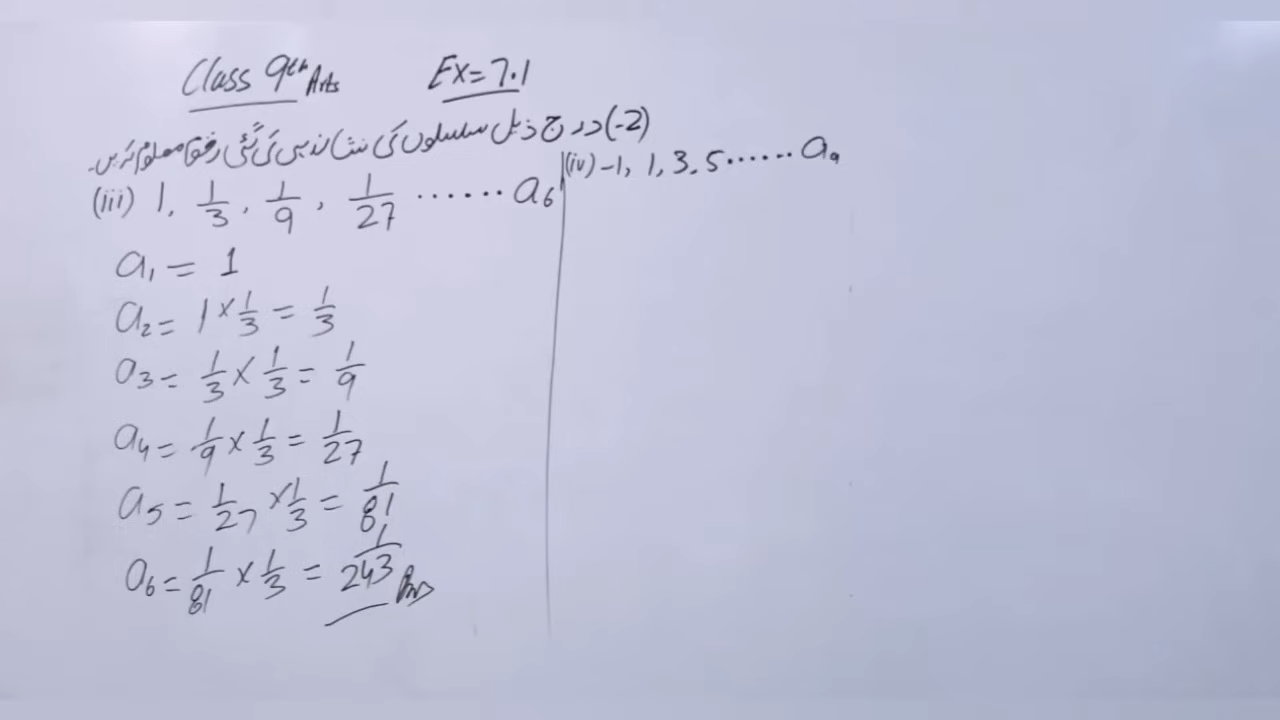 Class 9th Arts Ex=7.1
(-2) درج ذیل سلسلوں کی نشاندہی کی گئی رقوم معلوم کریں۔
(iii) 1, 1/3, 1/9, 1/27 ...... a₆
(iv) -1, 1, 3, 5 ...... a₉
a₁ = 1
a₂ = 1 × 1/3 = 1/3
a₃ = 1/3 × 1/3 = 1/9
a₄ = 1/9 × 1/3 = 1/27
a₅ = 1/27 × 1/3 = 1/81
a₆ = 1/81 × 1/3 = 1/243 Ans